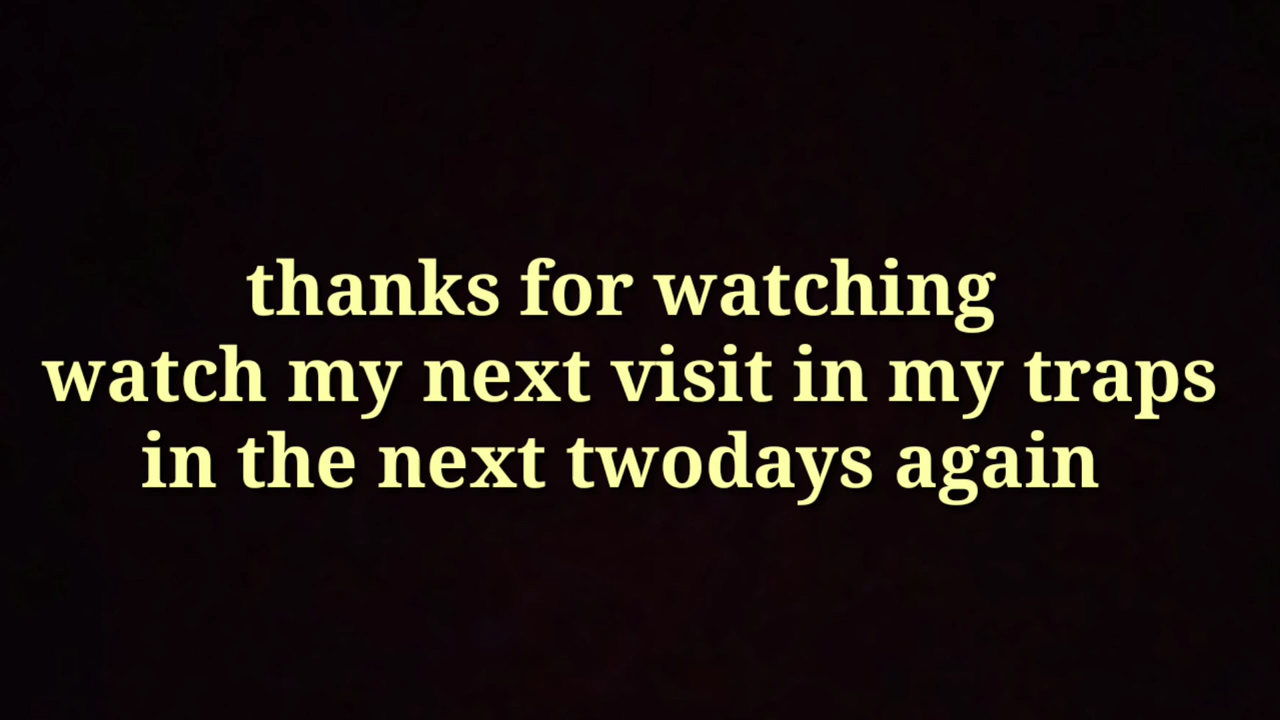 thanks for watching
watch my next visit in my traps
in the next twodays again